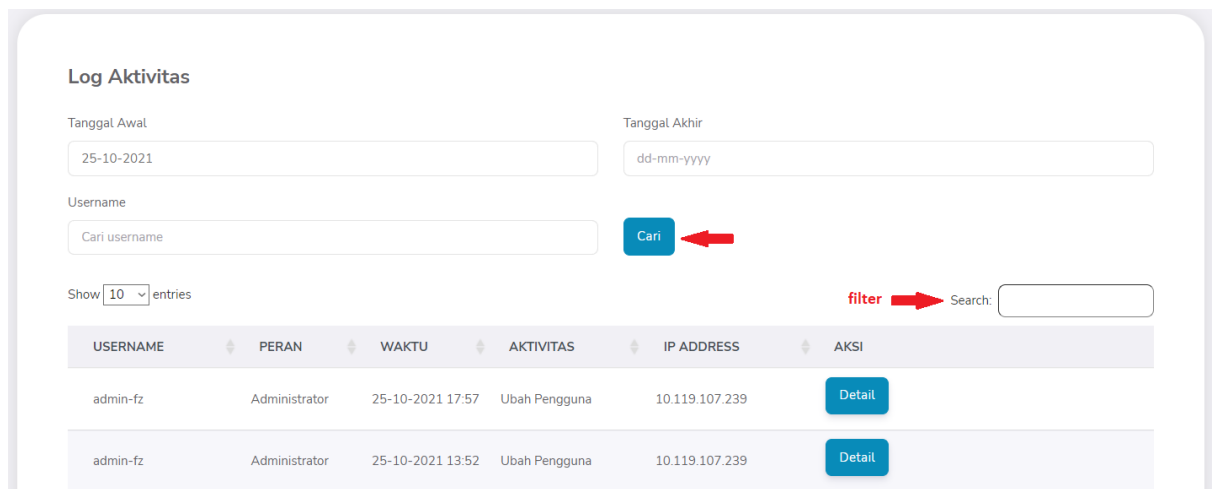 Log Aktivitas
Tanggal Awal Tanggal Akhir
25-10-2021 dd-mm-yyyy
Username
Cari username Cari
Show 10 entries filter Search:
USERNAME PERAN WAKTU AKTIVITAS IP ADDRESS AKSI
admin-fz Administrator 25-10-2021 17:57 Ubah Pengguna 10.119.107.239 Detail
admin-fz Administrator 25-10-2021 13:52 Ubah Pengguna 10.119.107.239 Detail